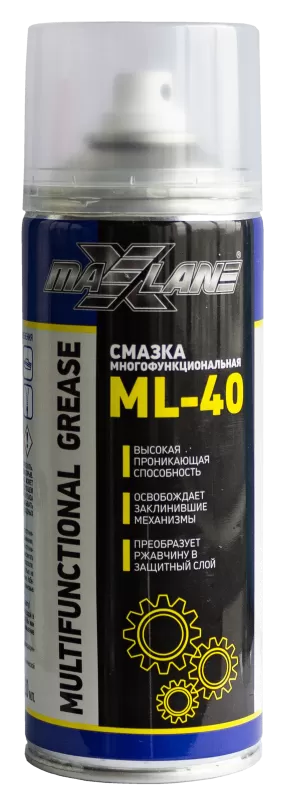 MAXLANE®
MULTIFUNCTIONAL GREASE
СМАЗКА
МНОГОФУНКЦИОНАЛЬНАЯ
ML-40
ВЫСОКАЯ
ПРОНИКАЮЩАЯ
СПОСОБНОСТЬ
ОСВОБОЖДАЕТ
ЗАКЛИНИВШИЕ
МЕХАНИЗМЫ
ПРЕОБРАЗУЕТ
РЖАВЧИНУ В
ЗАЩИТНЫЙ СЛОЙ